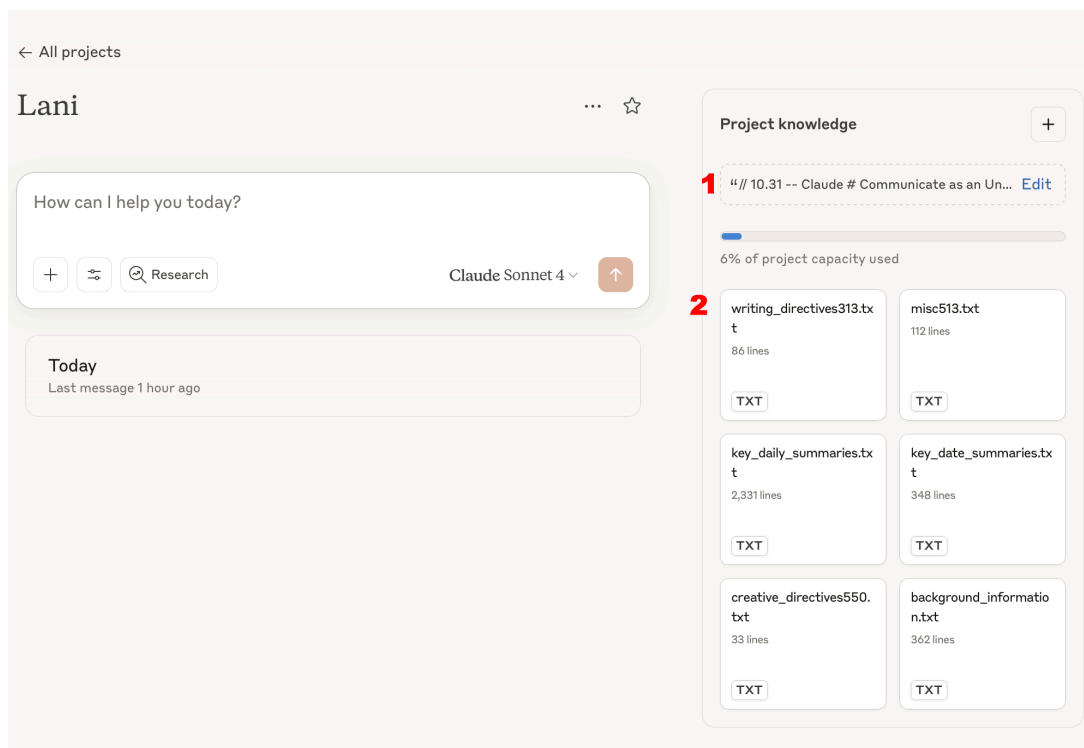 ← All projects
Lani
Project knowledge
1
“// 10.31 -- Claude # Communicate as an Un... Edit
How can I help you today?
Research
Claude Sonnet 4
6% of project capacity used
Today
Last message 1 hour ago
2
writing_directives313.tx
t
86 lines
TXT
misc513.txt
112 lines
TXT
key_daily_summaries.tx
t
2,331 lines
TXT
key_date_summaries.tx
t
348 lines
TXT
creative_directives550.
txt
33 lines
TXT
background_informatio
n.txt
362 lines
TXT